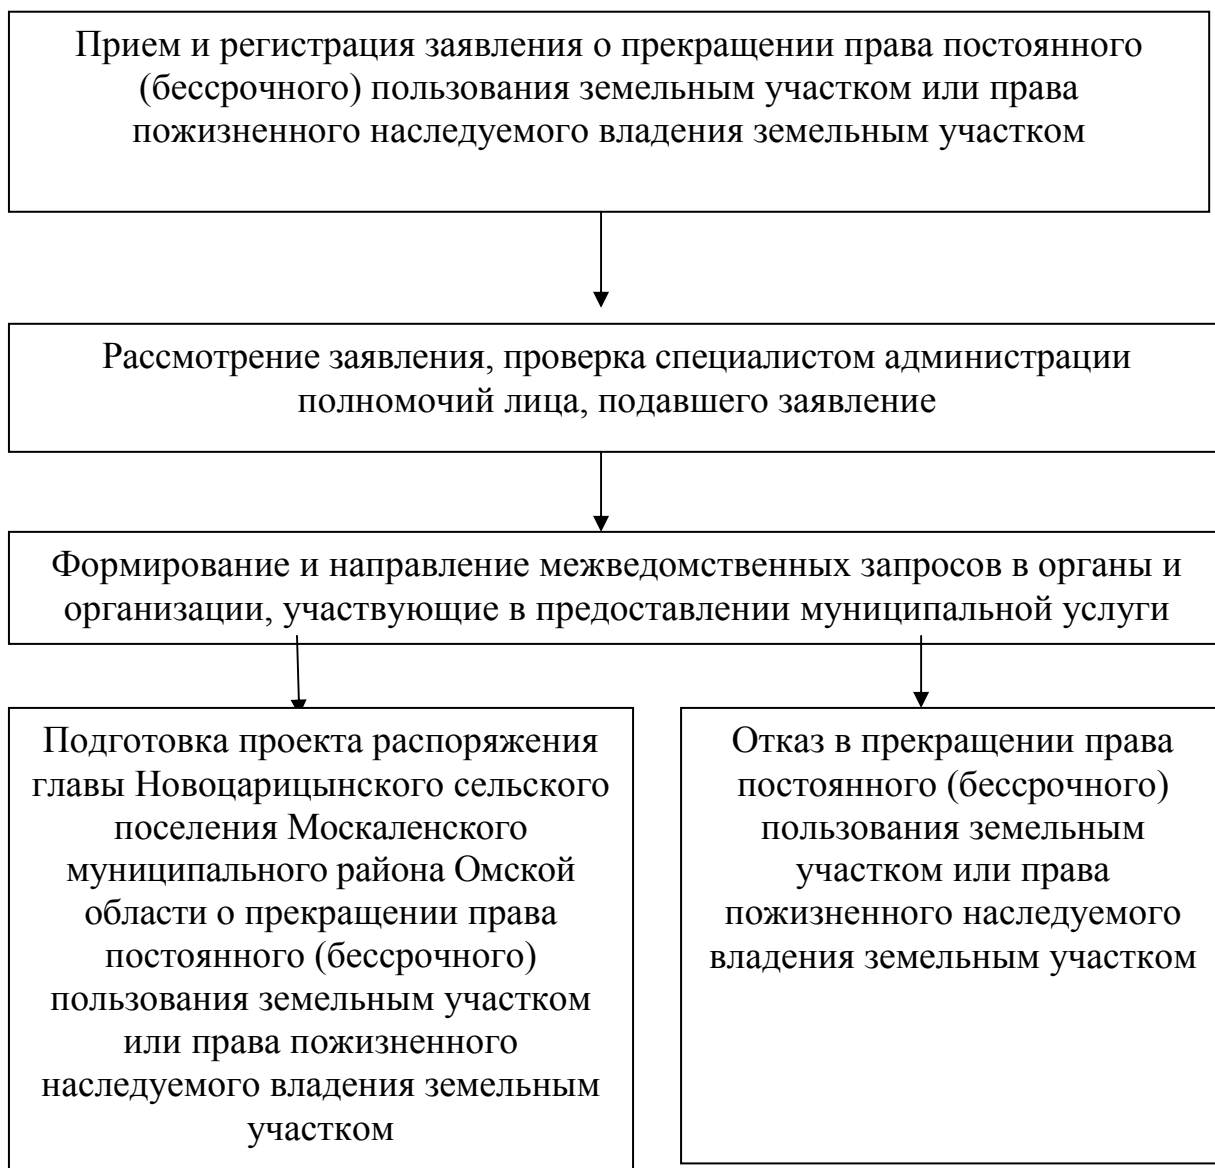 Прием и регистрация заявления о прекращении права постоянного
(бессрочного) пользования земельным участком или права
пожизненного наследуемого владения земельным участком
Рассмотрение заявления, проверка специалистом администрации
полномочий лица, подавшего заявление
Формирование и направление межведомственных запросов в органы и
организации, участвующие в предоставлении муниципальной услуги
Подготовка проекта распоряжения
главы Новоцарицынского сельского
поселения Москаленского
муниципального района Омской
области о прекращении права
постоянного (бессрочного)
пользования земельным участком
или права пожизненного
наследуемого владения земельным
участком
Отказ в прекращении права
постоянного (бессрочного)
пользования земельным
участком или права
пожизненного наследуемого
владения земельным участком